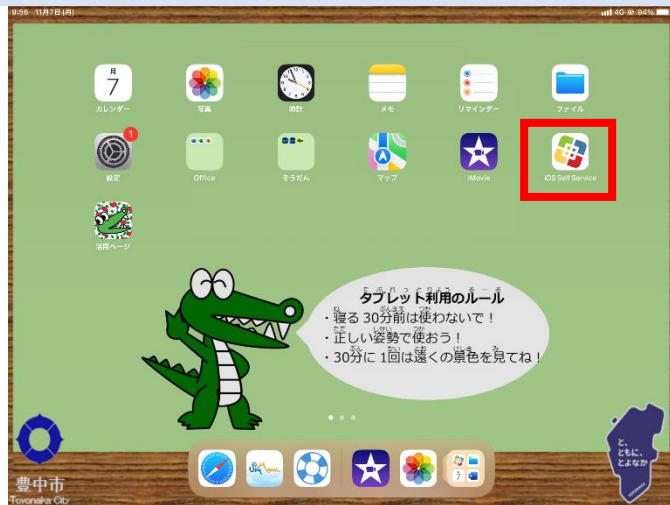 9:56 11月7日(月)
4G 94%
月
7
カレンダー
写真
時計
メモ
リマインダー
ファイル
1
設定
Office
そうだん
マップ
iMovie
iOS Self Service
活用ページ
タブレット利用のルール
・寝る30分前は使わないで！
・正しい姿勢で使おう！
・30分に1回は遠くの景色を見てね！
豊中市
Toyonaka City
と、
ともに、
とよなか